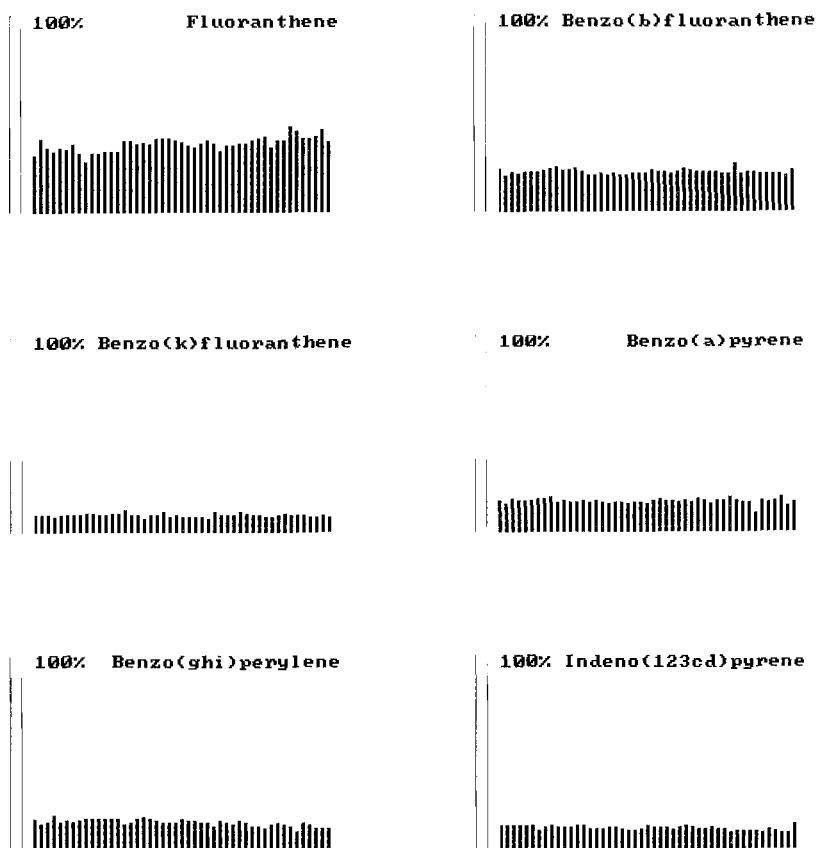 100% Fluoranthene
100% Benzo(b)fluoranthene
100% Benzo(k)fluoranthene
100% Benzo(a)pyrene
100% Benzo(ghi)perylene
100% Indeno(123cd)pyrene